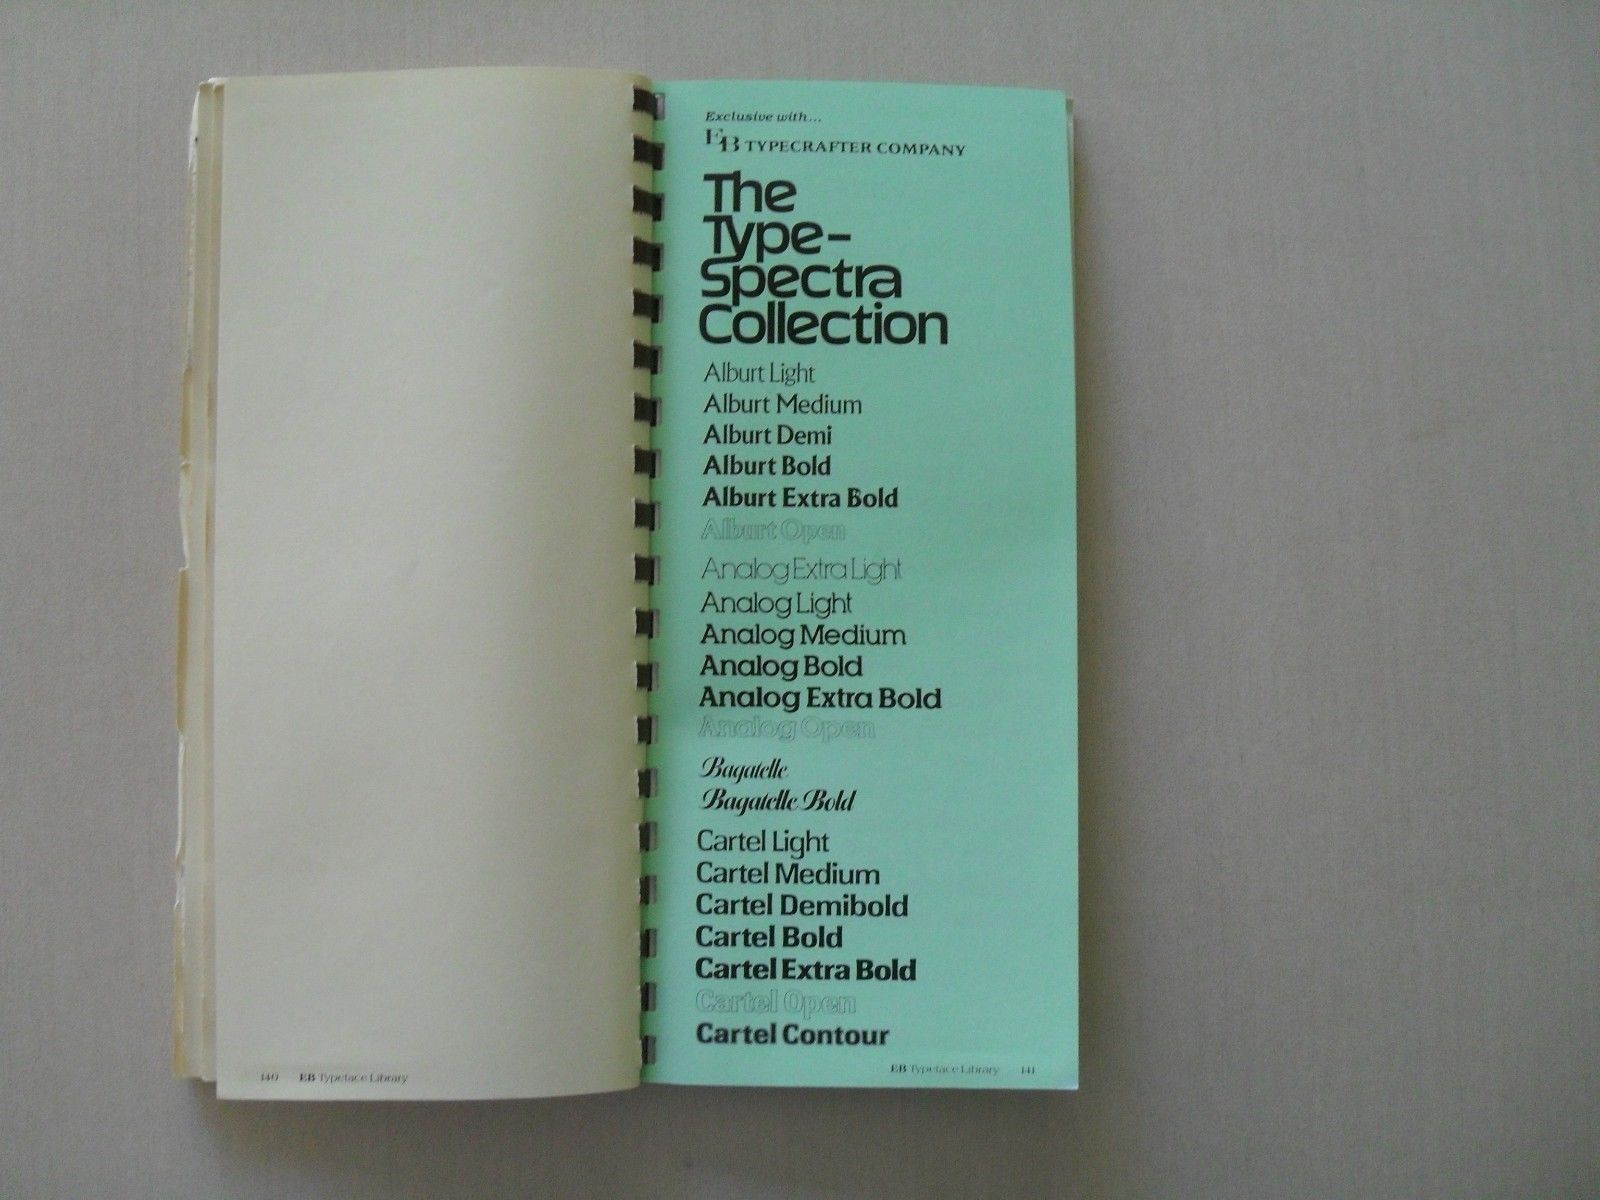 Exclusive with...
EB TYPECRAFTER COMPANY
The
Type-
Spectra
Collection
Alburt Light
Alburt Medium
Alburt Demi
Alburt Bold
Alburt Extra Bold
Alburt Open
Analog Extra Light
Analog Light
Analog Medium
Analog Bold
Analog Extra Bold
Analog Open
Bagatelle
Bagatelle Bold
Cartel Light
Cartel Medium
Cartel Demibold
Cartel Bold
Cartel Extra Bold
Cartel Open
Cartel Contour
140 EB Typeface Library
EB Typeface Library 141